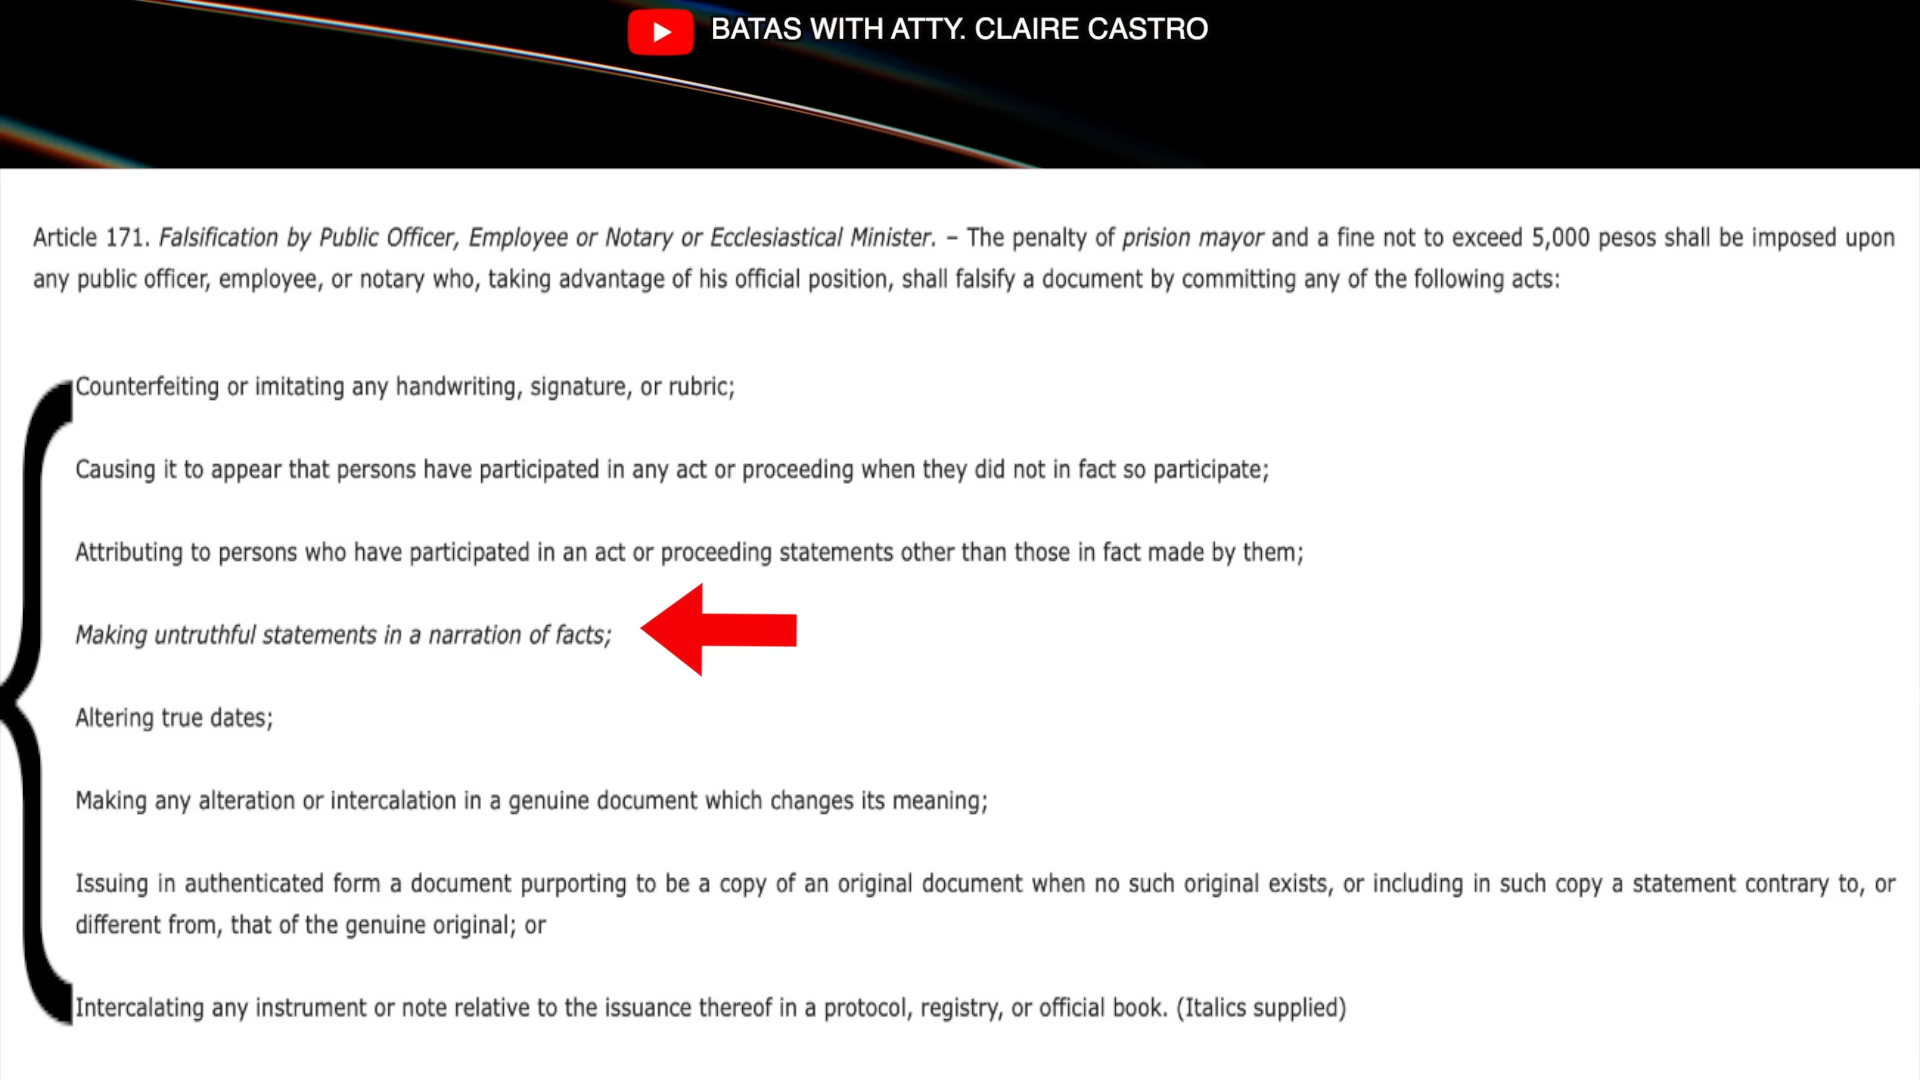 BATAS WITH ATTY. CLAIRE CASTRO
Article 171. Falsification by Public Officer, Employee or Notary or Ecclesiastical Minister. – The penalty of prision mayor and a fine not to exceed 5,000 pesos shall be imposed upon
any public officer, employee, or notary who, taking advantage of his official position, shall falsify a document by committing any of the following acts:
Counterfeiting or imitating any handwriting, signature, or rubric;
Causing it to appear that persons have participated in any act or proceeding when they did not in fact so participate;
Attributing to persons who have participated in an act or proceeding statements other than those in fact made by them;
Making untruthful statements in a narration of facts;
Altering true dates;
Making any alteration or intercalation in a genuine document which changes its meaning;
Issuing in authenticated form a document purporting to be a copy of an original document when no such original exists, or including in such copy a statement contrary to, or
different from, that of the genuine original; or
Intercalating any instrument or note relative to the issuance thereof in a protocol, registry, or official book. (Italics supplied)